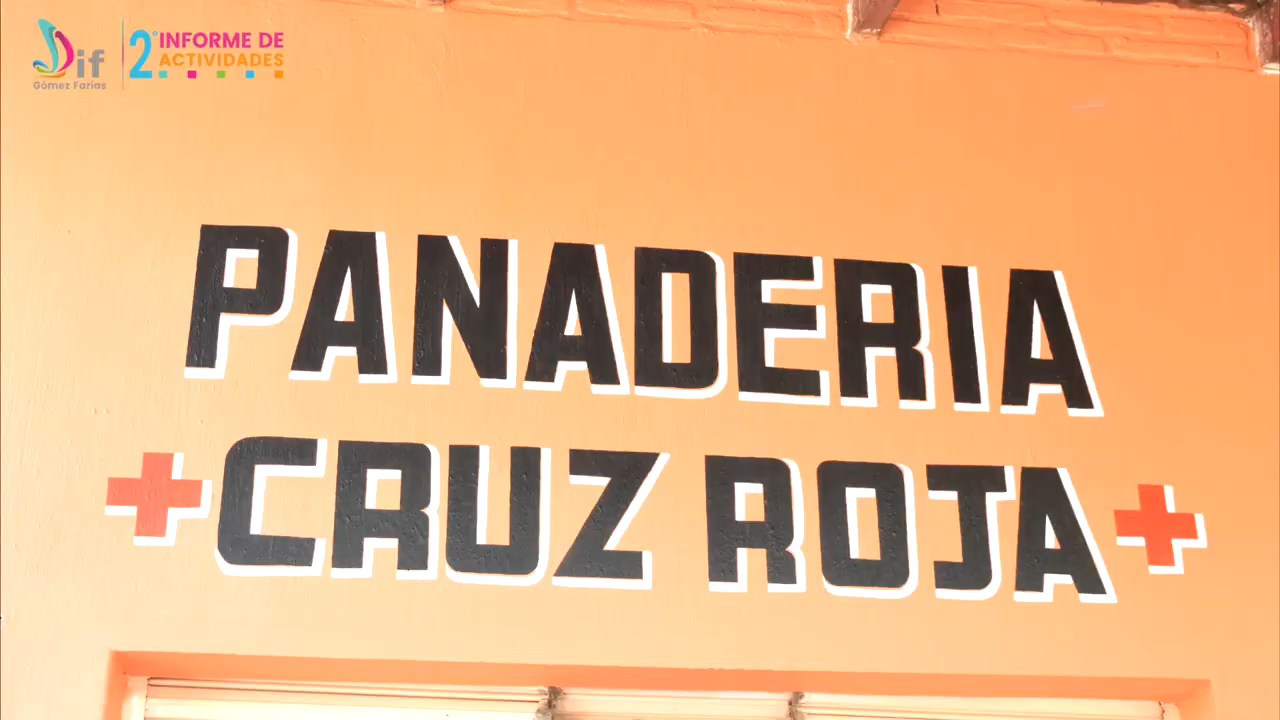 Dif
Gómez Farías
2° INFORME DE
ACTIVIDADES
PANADERIA
CRUZ ROJA